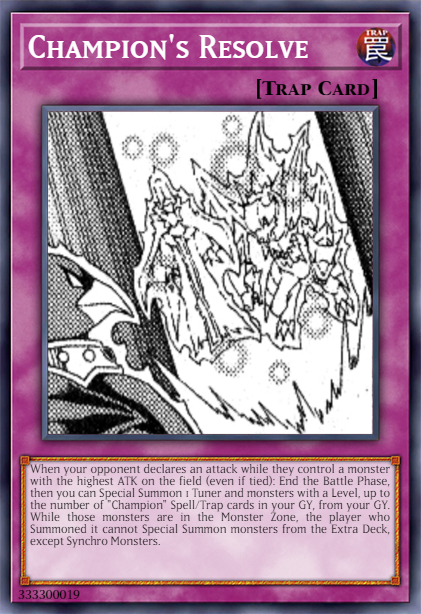 Champion's Resolve
TRAP
罠
[Trap Card]
When your opponent declares an attack while they control a monster
with the highest ATK on the field (even if tied): End the Battle Phase,
then you can Special Summon 1 Tuner and monsters with a Level, up to
the number of "Champion" Spell/Trap cards in your GY, from your GY.
While those monsters are in the Monster Zone, the player who
Summoned it cannot Special Summon monsters from the Extra Deck,
except Synchro Monsters.
333300019